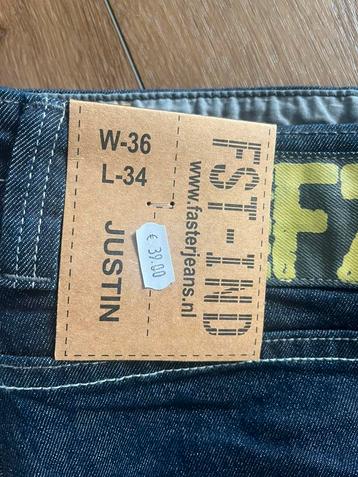 W-36
L-34
JUSTIN
€ 39.00
FST-IND
www.fasterjeans.nl